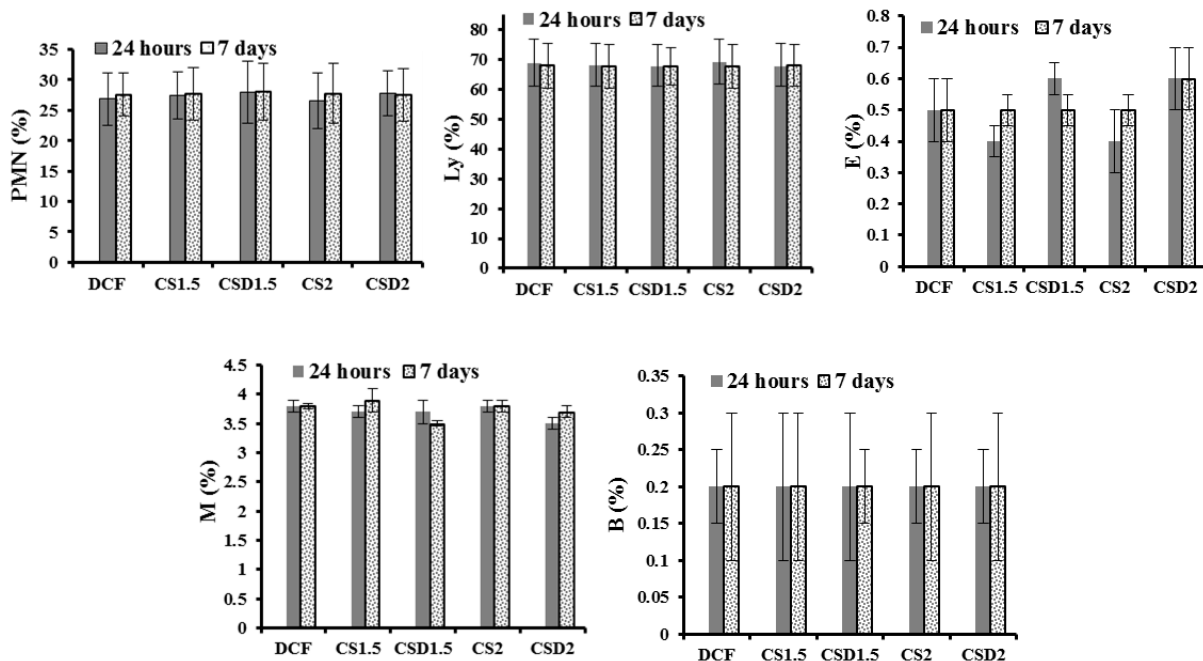 24 hours 7 days
PMN (%)
35
30
25
20
15
10
5
0
DCF CS1.5 CSD1.5 CS2 CSD2
24 hours 7 days
Ly (%)
80
70
60
50
40
30
20
10
0
DCF CS1.5 CSD1.5 CS2 CSD2
24 hours 7 days
E (%)
0.8
0.7
0.6
0.5
0.4
0.3
0.2
0.1
0
DCF CS1.5 CSD1.5 CS2 CSD2
24 hours 7 days
M (%)
4.5
4
3.5
3
2.5
2
1.5
1
0.5
0
DCF CS1.5 CSD1.5 CS2 CSD2
24 hours 7 days
B (%)
0.35
0.3
0.25
0.2
0.15
0.1
0.05
0
DCF CS1.5 CSD1.5 CS2 CSD2